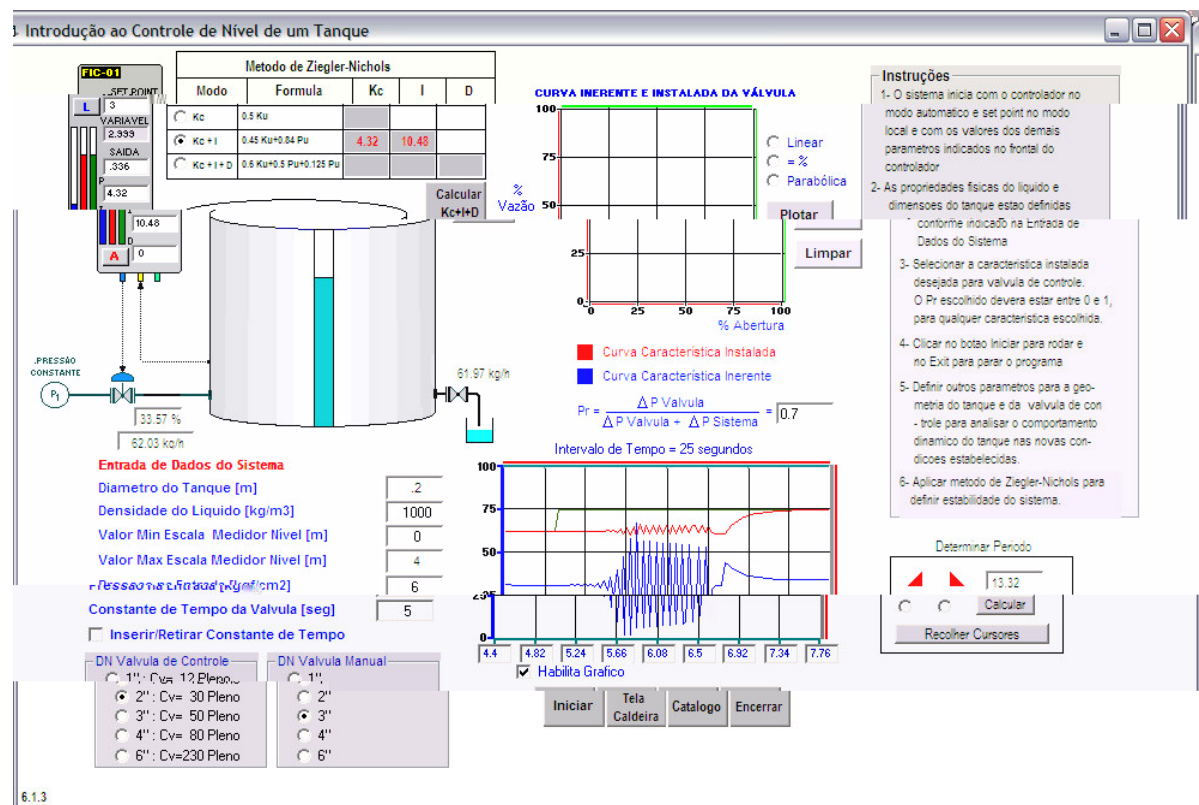 Introdução ao Controle de Nível de um Tanque
FIC-01
SET POINT
L
3
VARIAVEL
2.999
SAIDA
.336
P
4.32
I
10.48
D
A
0
Metodo de Ziegler-Nichols
Modo Formula Kc I D
Kc 0.5 Ku
Kc + I 0.45 Ku+0.84 Pu 4.32 10.48
Kc + I + D 0.6 Ku+0.5 Pu+0.125 Pu
Calcular
Kc+I+D
CURVA INERENTE E INSTALADA DA VÁLVULA
%
Vazão
100
75
50
25
0
0 25 50 75 100
% Abertura
Linear
= %
Parabólica
Plotar
Limpar
Curva Característica Instalada
Curva Característica Inerente
Pr = Δ P Valvula / Δ P Valvula + Δ P Sistema = 0.7
.PRESSÃO
CONSTANTE
P1
33.57 %
62.03 kg/h
61.97 kg/h
Entrada de Dados do Sistema
Diametro do Tanque [m] .2
Densidade do Liquido [kg/m3] 1000
Valor Min Escala Medidor Nível [m] 0
Valor Max Escala Medidor Nivel [m] 4
Pressao na Entrada [Kgf/cm2] 6
Constante de Tempo da Valvula [seg] 5
Inserir/Retirar Constante de Tempo
DN Valvula de Controle
1": Cv= 12 Pleno
2" : Cv= 30 Pleno
3" : Cv= 50 Pleno
4" : Cv= 80 Pleno
6" : Cv=230 Pleno
DN Valvula Manual
1"
2"
3"
4"
6"
Intervalo de Tempo = 25 segundos
100
75
50
25
0
4.4 4.82 5.24 5.66 6.08 6.5 6.92 7.34 7.76
Habilita Grafico
Iniciar
Tela
Caldeira
Catalogo
Encerrar
Instruções
1- O sistema inicia com o controlador no
modo automatico e set point no modo
local e com os valores dos demais
parametros indicados no frontal do
controlador
2- As propriedades fisicas do liquido e
dimensoes do tanque estao definidas
conforme indicado na Entrada de
Dados do Sistema
3- Selecionar a caracteristica instalada
desejada para valvula de controle.
O Pr escolhido devera estar entre 0 e 1,
para qualquer caracteristica escolhida.
4- Clicar no botao Iniciar para rodar e
no Exit para parar o programa
5- Definir outros parametros para a geo-
metria do tanque e da valvula de con
- trole para analisar o comportamento
dinamico do tanque nas novas con-
dicoes estabelecidas.
6- Aplicar metodo de Ziegler-Nichols para
definir estabilidade do sistema.
Determinar Periodo
13.32
Calcular
Recolher Cursores
6.1.3